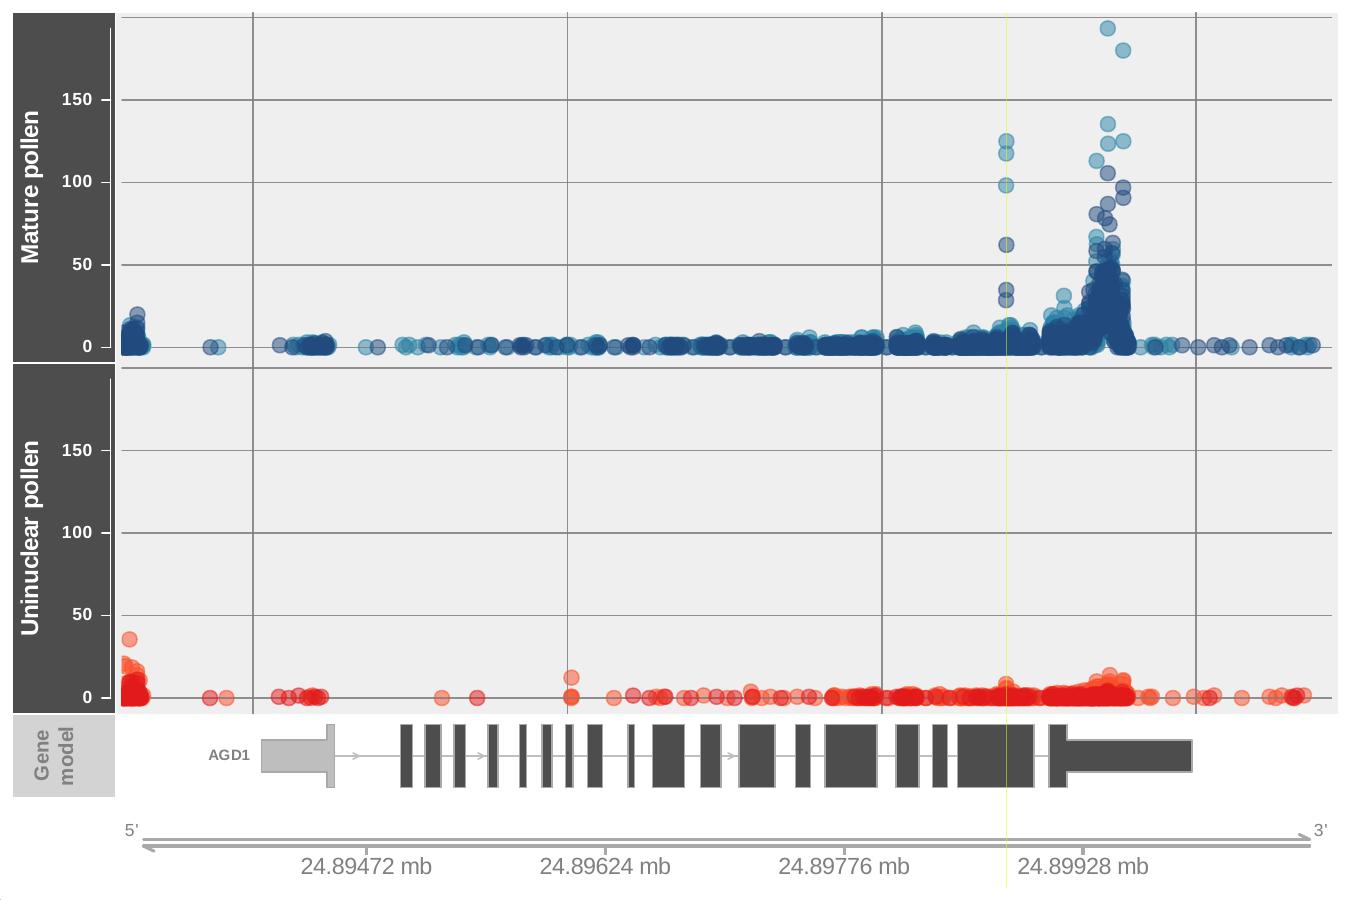 Mature pollen
150
100
50
0
Uninuclear pollen
150
100
50
0
Gene
model
AGD1
5'
3'
24.89472 mb
24.89624 mb
24.89776 mb
24.89928 mb